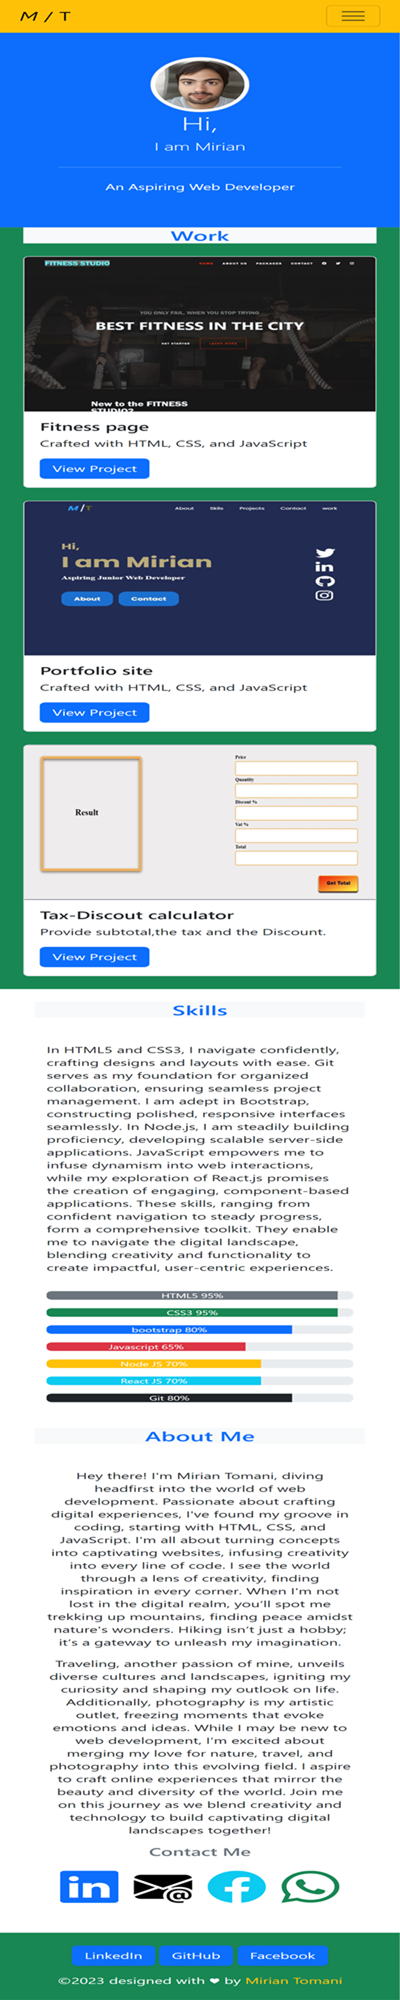 M / T
Hi,
I am Mirian
An Aspiring Web Developer
Work
FITNESS STUDIO
HOME ABOUT US PACKAGES CONTACT
YOU ONLY FAIL, WHEN YOU STOP TRYING
BEST FITNESS IN THE CITY
GET STARTED LEARN MORE
New to the FITNESS
STUDIO?
Fitness page
Crafted with HTML, CSS, and JavaScript
View Project
M/T
About Skils Projects Contact work
Hi,
I am Mirian
Aspiring Junior Web Developer
About Contact
Portfolio site
Crafted with HTML, CSS, and JavaScript
View Project
Price
Quantity
Result
Discount %
Vat %
Total
Get Total
Tax-Discout calculator
Provide subtotal,the tax and the Discount.
View Project
Skills
In HTML5 and CSS3, I navigate confidently,
crafting designs and layouts with ease. Git
serves as my foundation for organized
collaboration, ensuring seamless project
management. I am adept in Bootstrap,
constructing polished, responsive interfaces
seamlessly. In Node.js, I am steadily building
proficiency, developing scalable server-side
applications. JavaScript empowers me to
infuse dynamism into web interactions,
while my exploration of React.js promises
the creation of engaging, component-based
applications. These skills, ranging from
confident navigation to steady progress,
form a comprehensive toolkit. They enable
me to navigate the digital landscape,
blending creativity and functionality to
create impactful, user-centric experiences.
HTML5 95%
CSS3 95%
bootstrap 80%
Javascript 65%
Node JS 70%
React JS 70%
Git 80%
About Me
Hey there! I'm Mirian Tomani, diving
headfirst into the world of web
development. Passionate about crafting
digital experiences, I've found my groove in
coding, starting with HTML, CSS, and
JavaScript. I'm all about turning concepts
into captivating websites, infusing creativity
into every line of code. I see the world
through a lens of creativity, finding
inspiration in every corner. When I'm not
lost in the digital realm, you'll spot me
trekking up mountains, finding peace amidst
nature's wonders. Hiking isn't just a hobby;
it's a gateway to unleash my imagination.
Traveling, another passion of mine, unveils
diverse cultures and landscapes, igniting my
curiosity and shaping my outlook on life.
Additionally, photography is my artistic
outlet, freezing moments that evoke
emotions and ideas. While I may be new to
web development, I'm excited about
merging my love for nature, travel, and
photography into this evolving field. I aspire
to craft online experiences that mirror the
beauty and diversity of the world. Join me
on this journey as we blend creativity and
technology to build captivating digital
landscapes together!
Contact Me
LinkedIn GitHub Facebook
©2023 designed with ❤ by Mirian Tomani